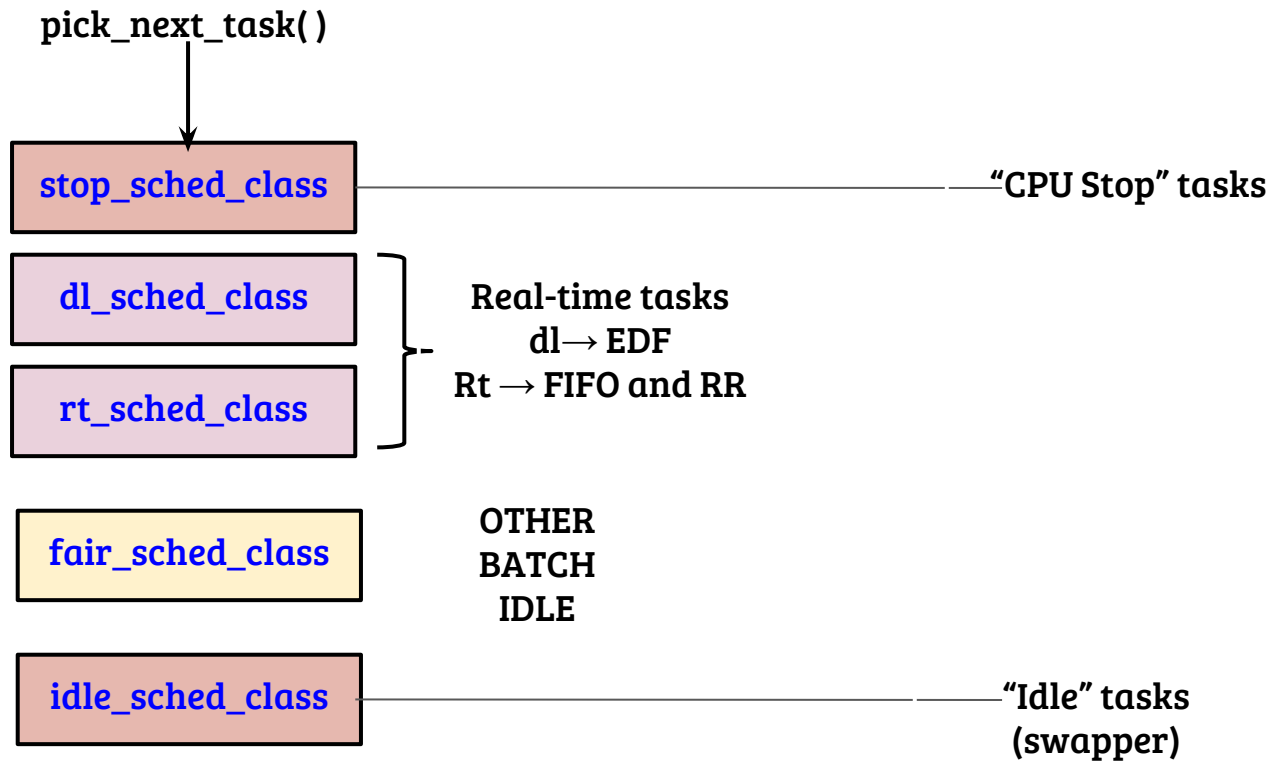 pick_next_task( )
stop_sched_class
“CPU Stop” tasks
dl_sched_class
Real-time tasks
dl→ EDF
Rt → FIFO and RR
rt_sched_class
fair_sched_class
OTHER
BATCH
IDLE
idle_sched_class
“Idle” tasks
(swapper)